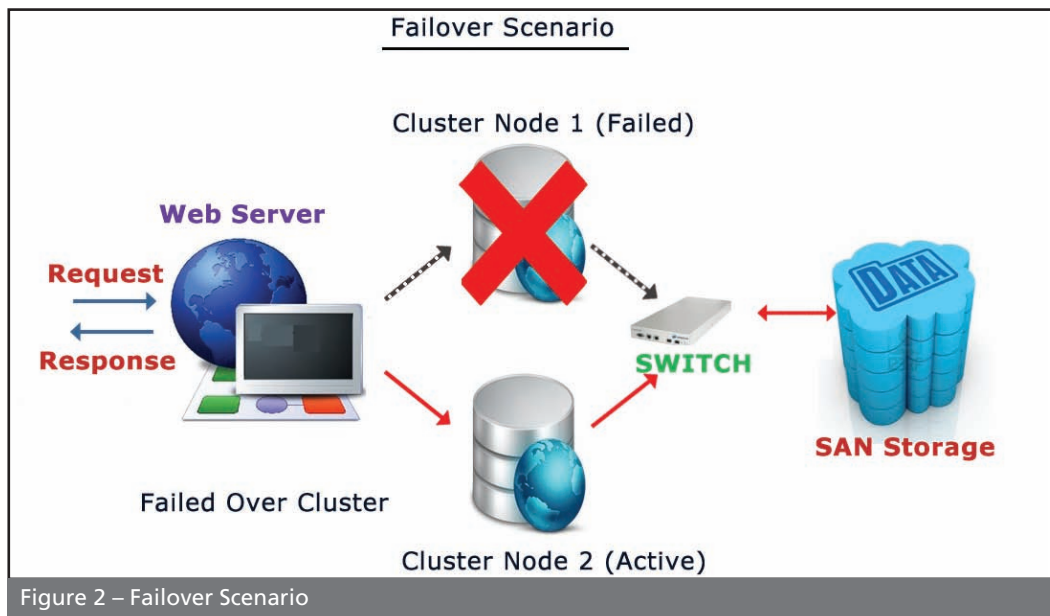 Failover Scenario
Cluster Node 1 (Failed)
Web Server
Request
Response
SWITCH
DATA
SAN Storage
Failed Over Cluster
Cluster Node 2 (Active)
Figure 2 – Failover Scenario